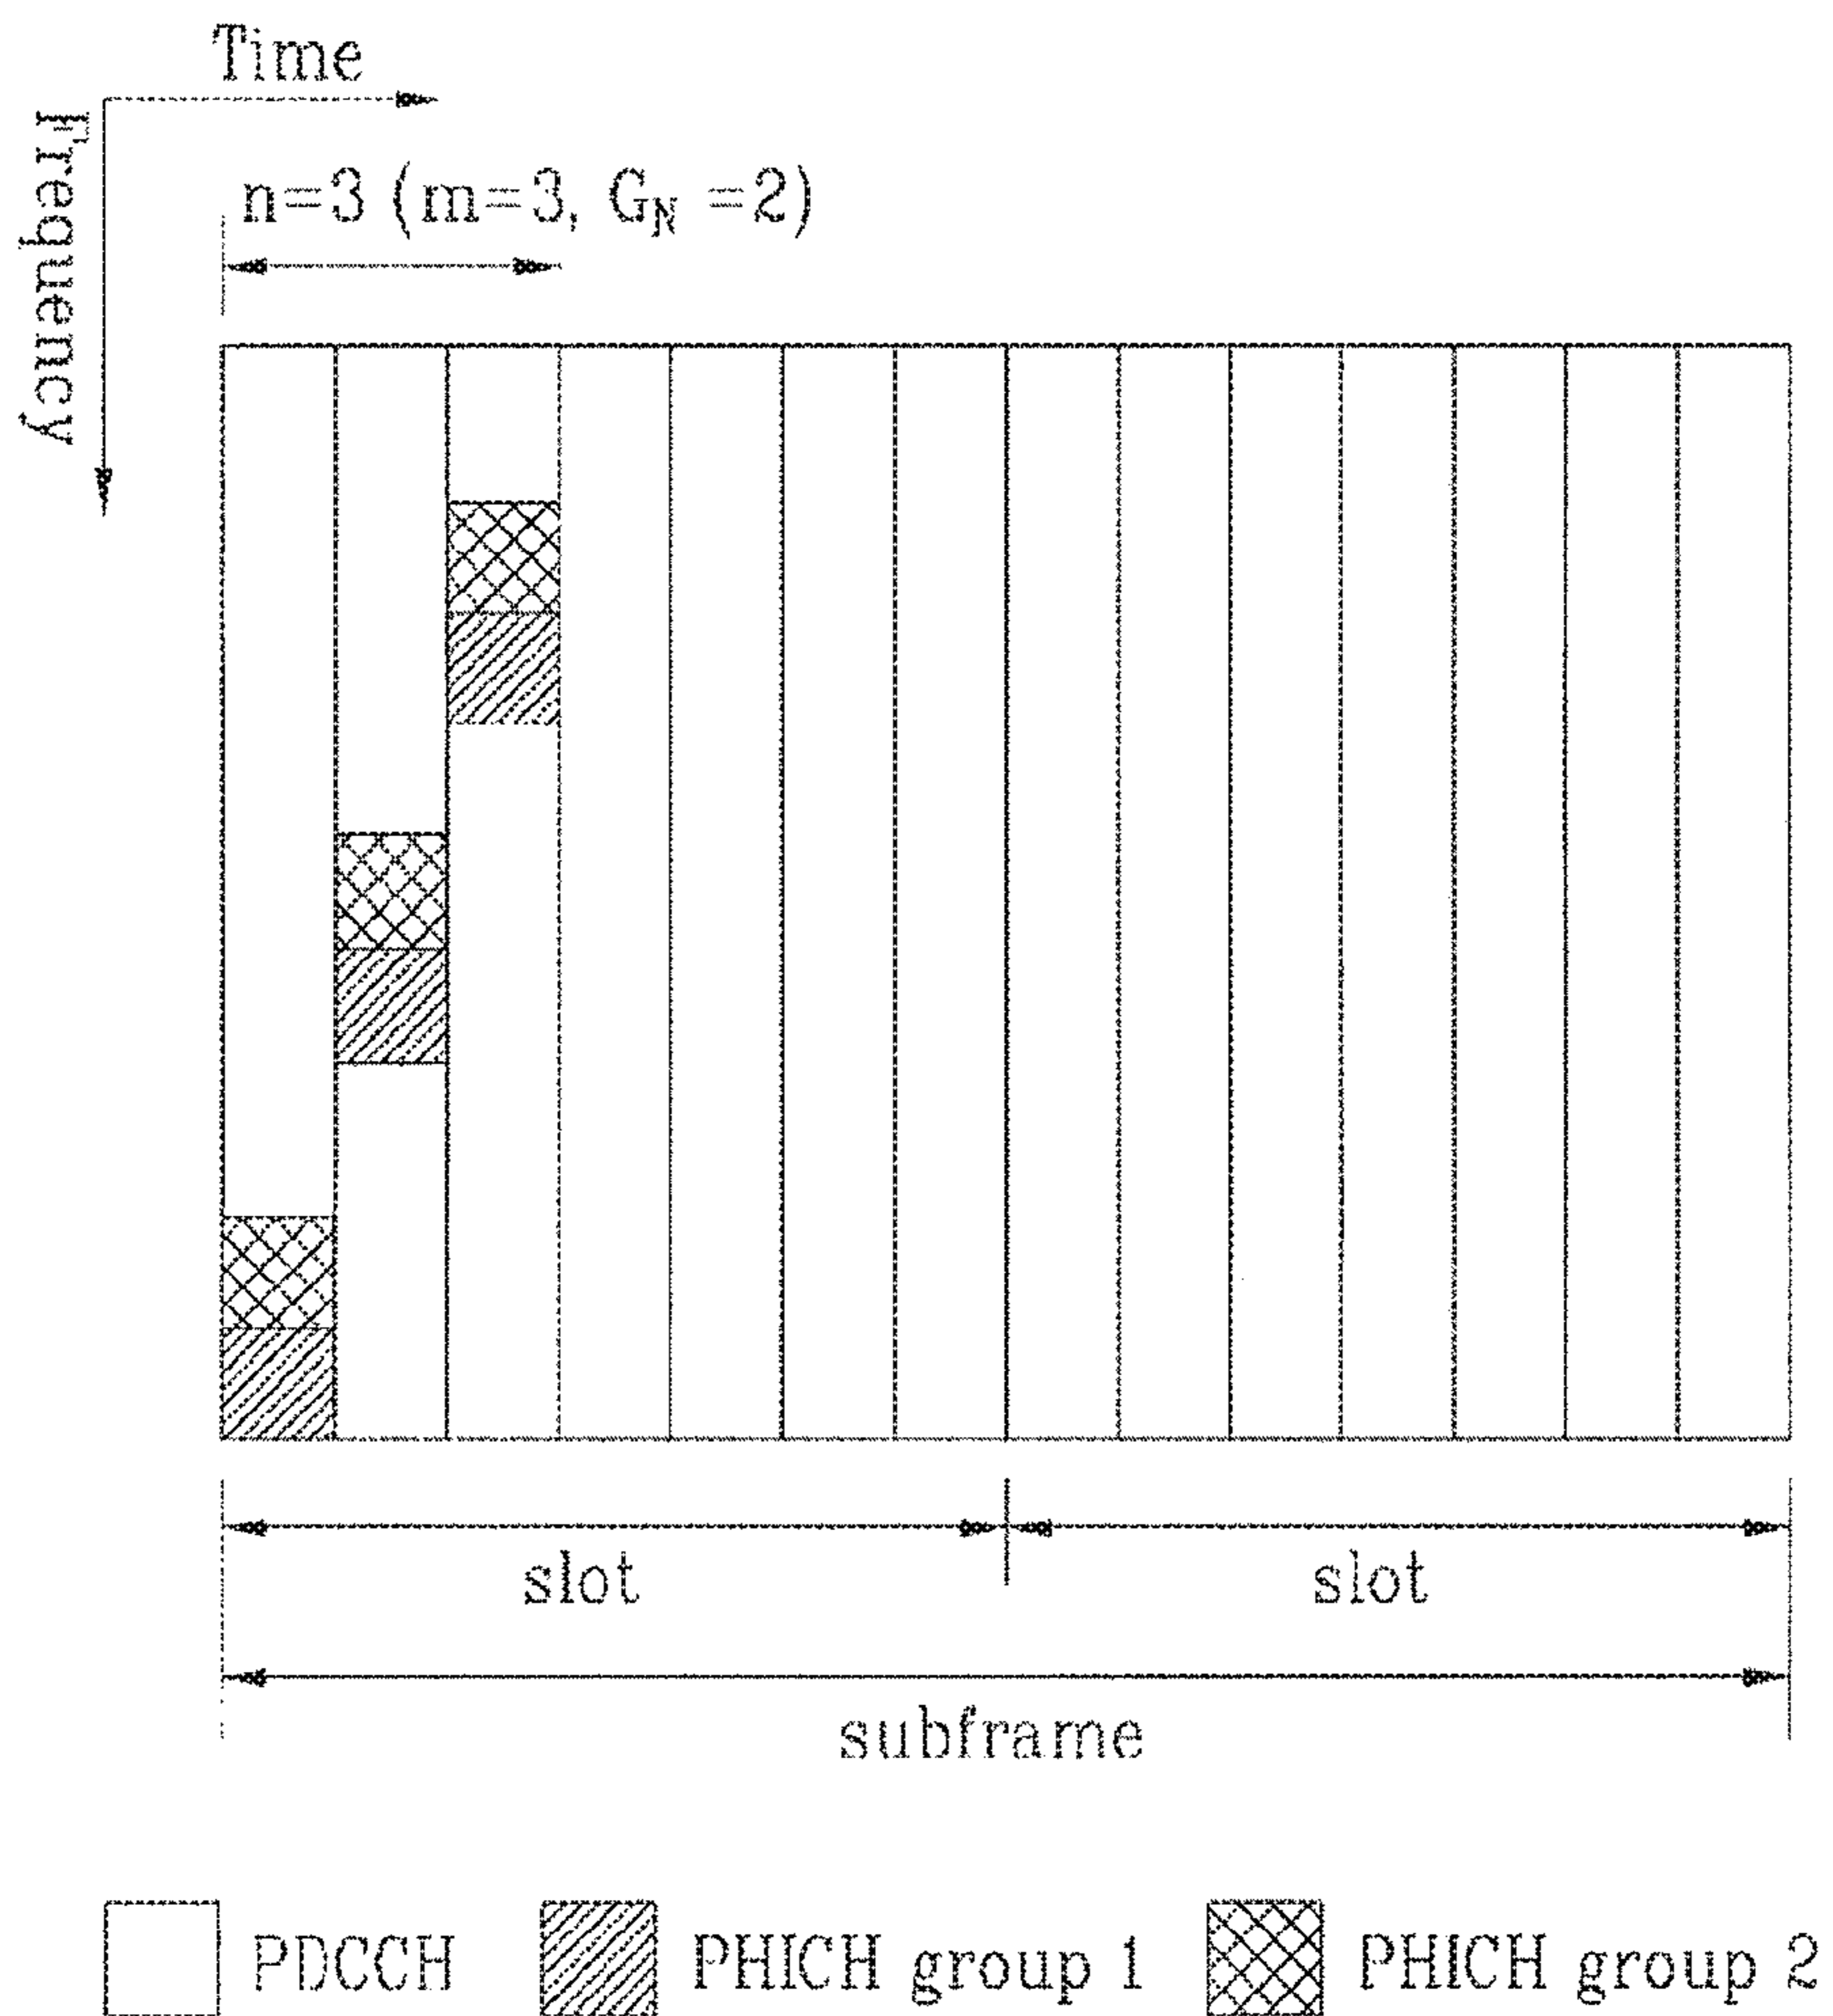 Time
Frequency
n=3 (m=3, G_N =2)
slot
slot
subframe
PDCCH
PHICH group 1
PHICH group 2